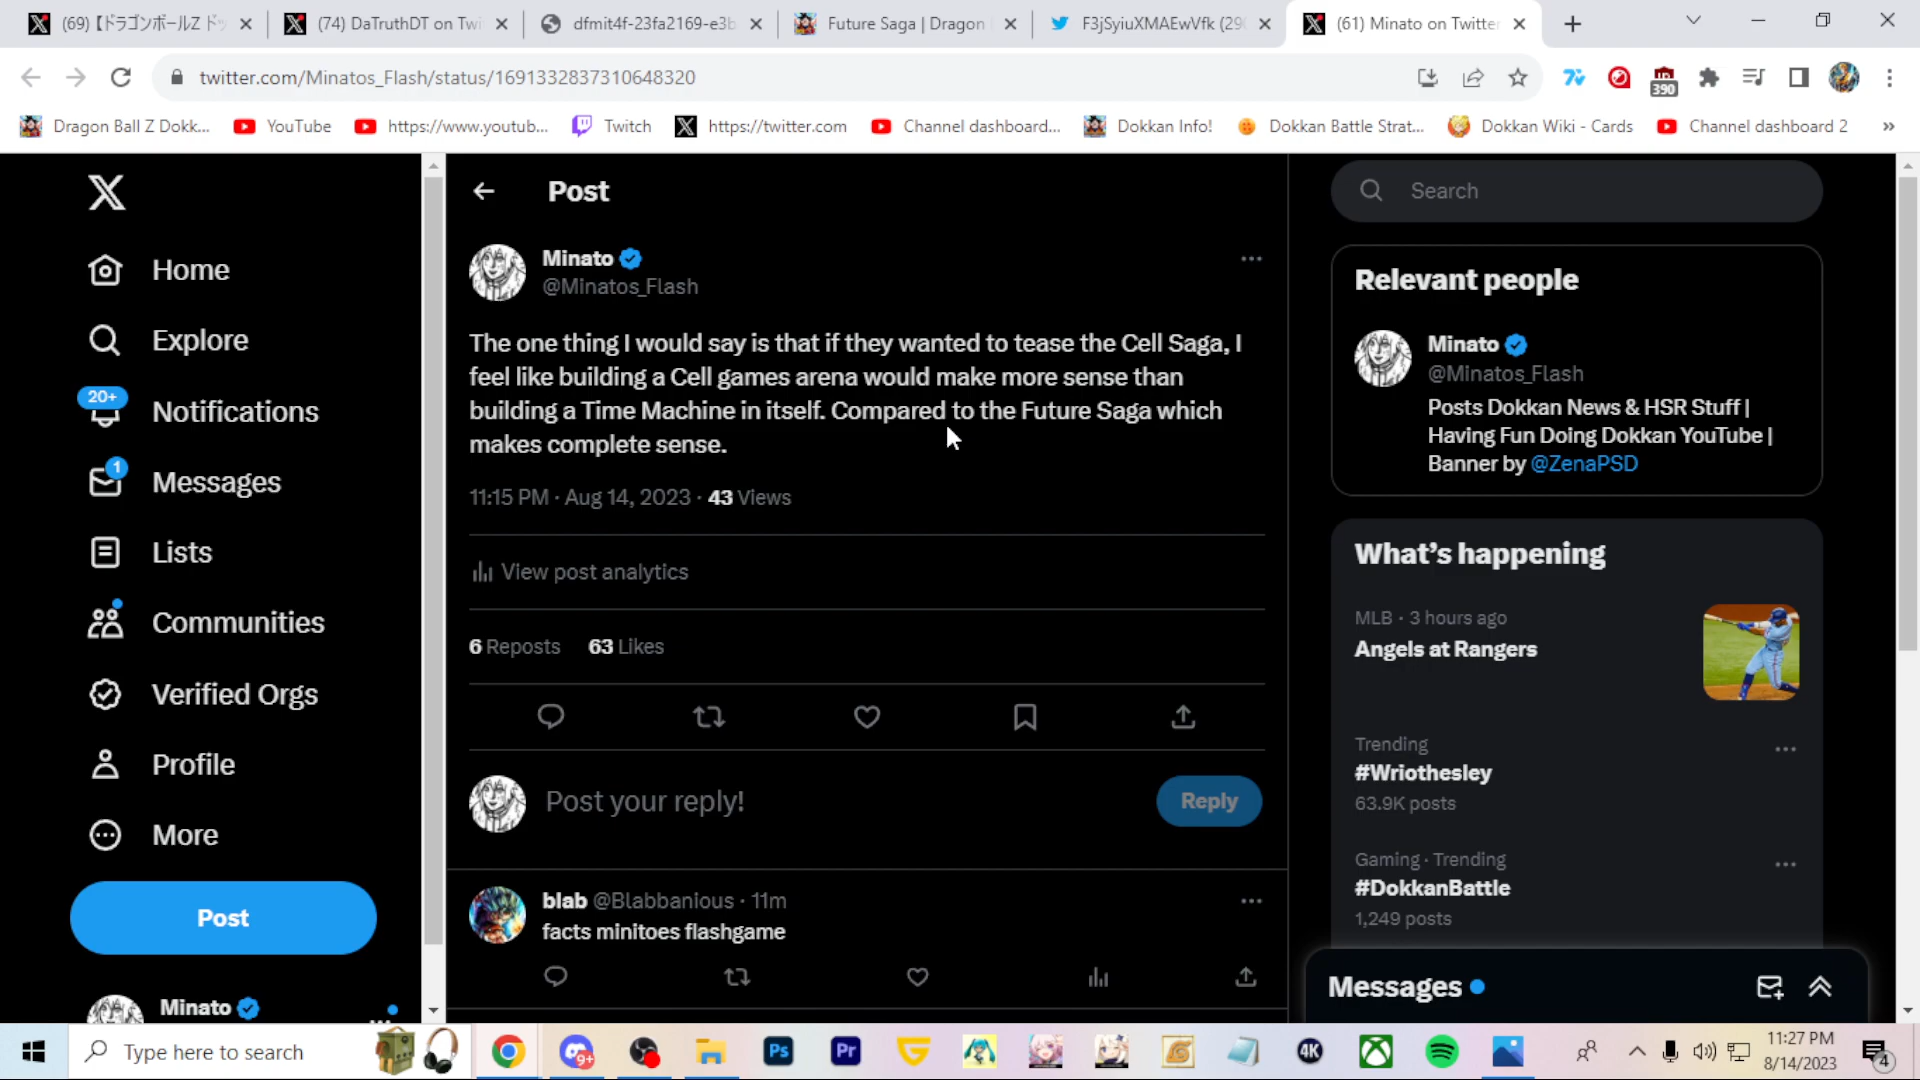 (69)【ドラゴンボールZ ド
(74) DaTruthDT on Twi
dfmit4f-23fa2169-e3b
Future Saga | Dragon
F3jSyiuXMAEwVfk (290
(61) Minato on Twitter
twitter.com/Minatos_Flash/status/1691332837310648320
390
Dragon Ball Z Dokk...
YouTube
https://www.youtub...
Twitch
https://twitter.com
Channel dashboard...
Dokkan Info!
Dokkan Battle Strat...
Dokkan Wiki - Cards
Channel dashboard 2
»
Home
Explore
20+
Notifications
1
Messages
Lists
Communities
Verified Orgs
Profile
More
Post
Minato
Post
Minato
@Minatos_Flash
The one thing I would say is that if they wanted to tease the Cell Saga, I
feel like building a Cell games arena would make more sense than
building a Time Machine in itself. Compared to the Future Saga which
makes complete sense.
11:15 PM · Aug 14, 2023 · 43 Views
View post analytics
6 Reposts 63 Likes
Post your reply!
Reply
blab @Blabbanious · 11m
facts minitoes flashgame
Search
Relevant people
Minato
@Minatos_Flash
Posts Dokkan News & HSR Stuff |
Having Fun Doing Dokkan YouTube |
Banner by @ZenaPSD
What's happening
MLB · 3 hours ago
Angels at Rangers
Trending
#Wriothesley
63.9K posts
Gaming · Trending
#DokkanBattle
1,249 posts
Messages
Type here to search
9+
Ps
Pr
4K
11:27 PM
8/14/2023
4